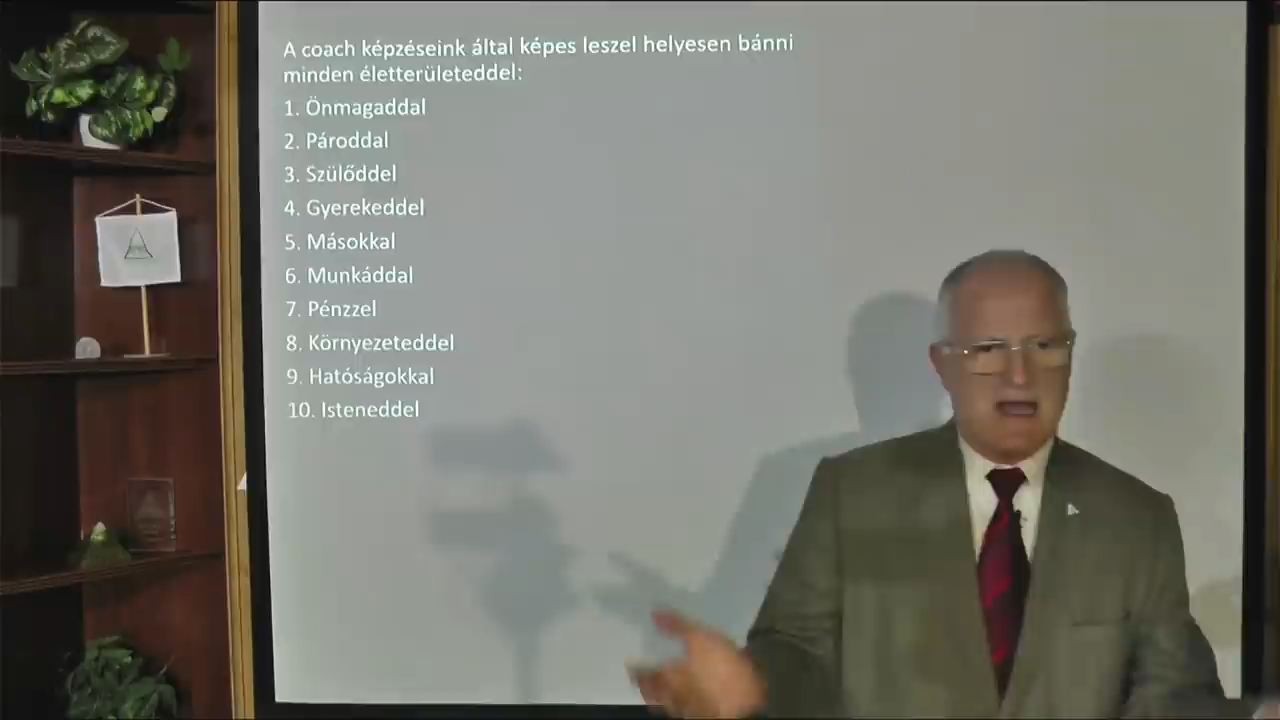 A coach képzéseink által képes leszel helyesen bánni
minden életterületeddel:
1. Önmagaddal
2. Pároddal
3. Szülőddel
4. Gyerekeddel
5. Másokkal
6. Munkáddal
7. Pénzzel
8. Környezeteddel
9. Hatóságokkal
10. Isteneddel